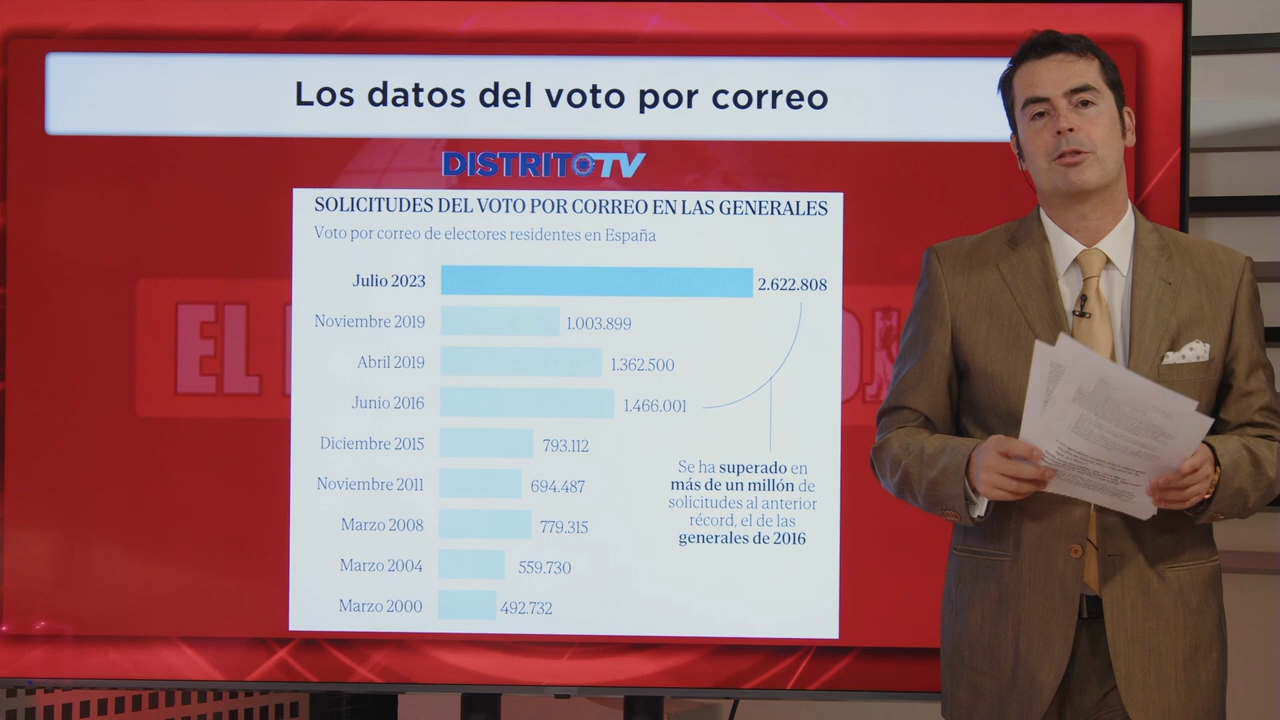 Los datos del voto por correo
DISTRITOTV
SOLICITUDES DEL VOTO POR CORREO EN LAS GENERALES
Voto por correo de electores residentes en España
Julio 2023 2.622.808
Noviembre 2019 1.003.899
Abril 2019 1.362.500
Junio 2016 1.466.001
Diciembre 2015 793.112
Noviembre 2011 694.487
Marzo 2008 779.315
Marzo 2004 559.730
Marzo 2000 492.732
Se ha superado en
más de un millón de
solicitudes al anterior
récord, el de las
generales de 2016
EL